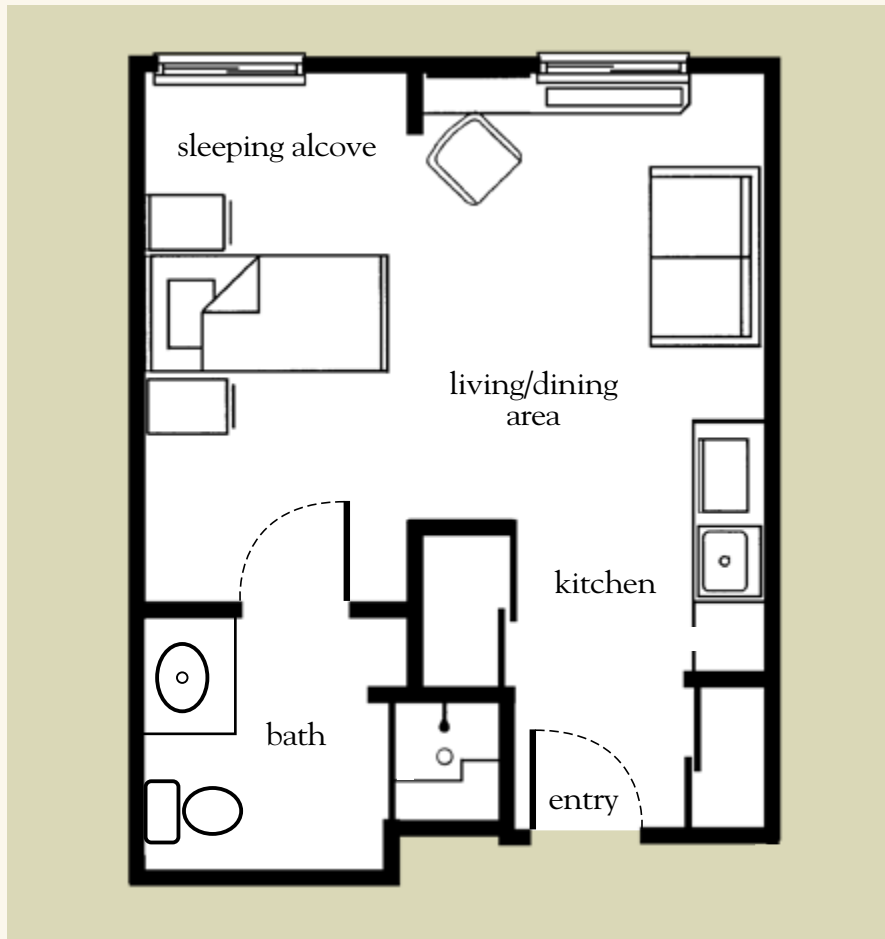 sleeping alcove
living/dining
area
kitchen
bath
entry